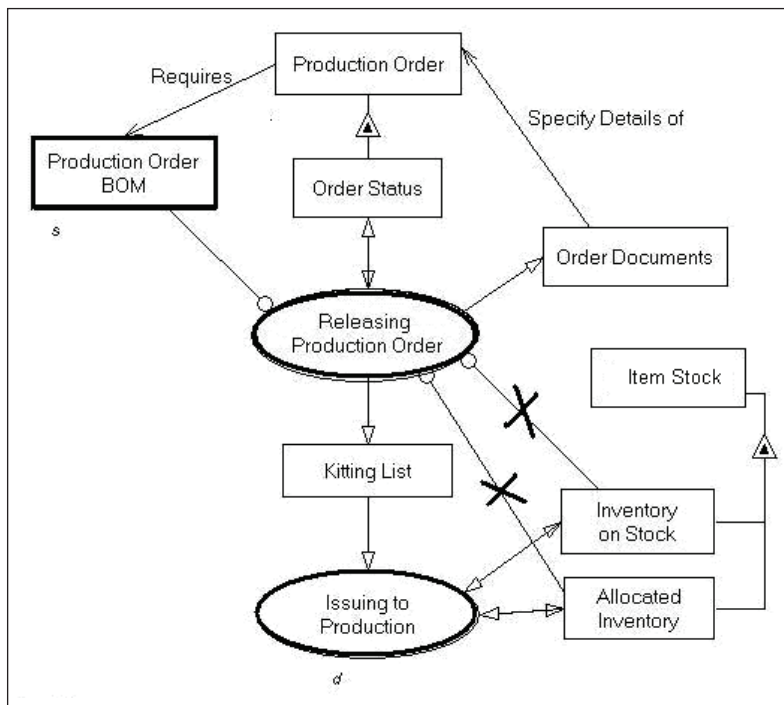 Production Order
Requires
Specify Details of
Production Order
BOM
s
Order Status
Order Documents
Releasing
Production Order
Item Stock
Kitting List
Inventory
on Stock
Issuing to
Production
Allocated
Inventory
d